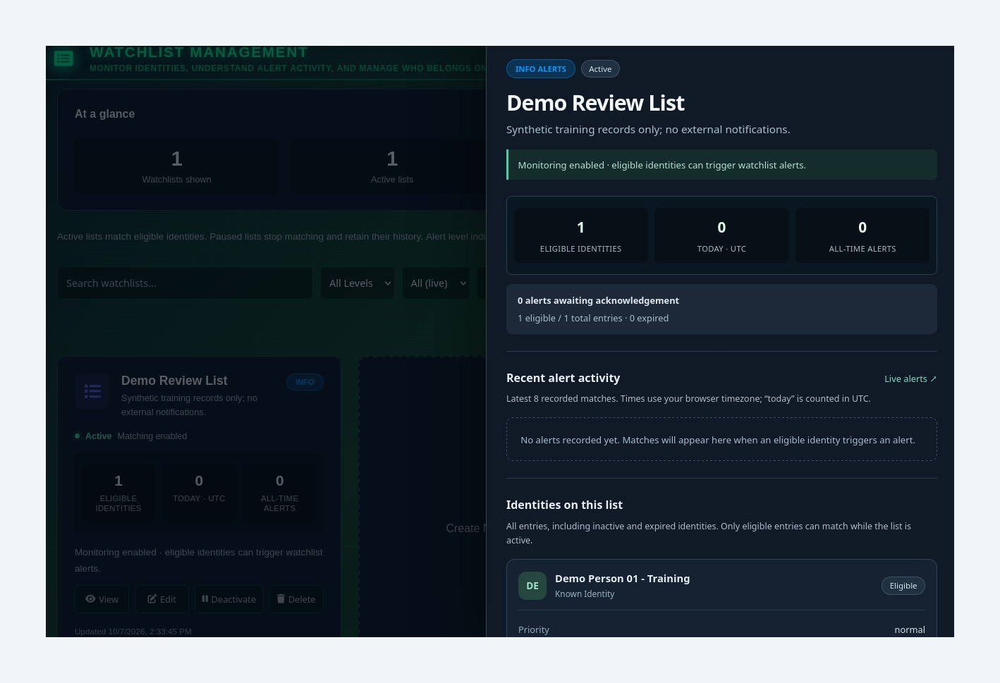 WATCHLIST MANAGEMENT
MONITOR IDENTITIES, UNDERSTAND ALERT ACTIVITY, AND MANAGE WHO BELONGS ON
At a glance
1
Watchlists shown
1
Active lists
Active lists match eligible identities. Paused lists stop matching and retain their history. Alert level indi
Search watchlists...
All Levels
All (live)
Demo Review List
INFO
Synthetic training records only; no
external notifications.
Active Matching enabled
1
ELIGIBLE
IDENTITIES
0
TODAY · UTC
0
ALL-TIME
ALERTS
Monitoring enabled · eligible identities can trigger watchlist
alerts.
View
Edit
Deactivate
Delete
Updated 10/7/2026, 2:33:45 PM
Create N
INFO ALERTS
Active
Demo Review List
Synthetic training records only; no external notifications.
Monitoring enabled · eligible identities can trigger watchlist alerts.
1
ELIGIBLE IDENTITIES
0
TODAY · UTC
0
ALL-TIME ALERTS
0 alerts awaiting acknowledgement
1 eligible / 1 total entries · 0 expired
Recent alert activity
Live alerts ↗
Latest 8 recorded matches. Times use your browser timezone; “today” is counted in UTC.
No alerts recorded yet. Matches will appear here when an eligible identity triggers an alert.
Identities on this list
All entries, including inactive and expired identities. Only eligible entries can match while the list is
active.
DE
Demo Person 01 - Training
Known Identity
Eligible
Priority
normal